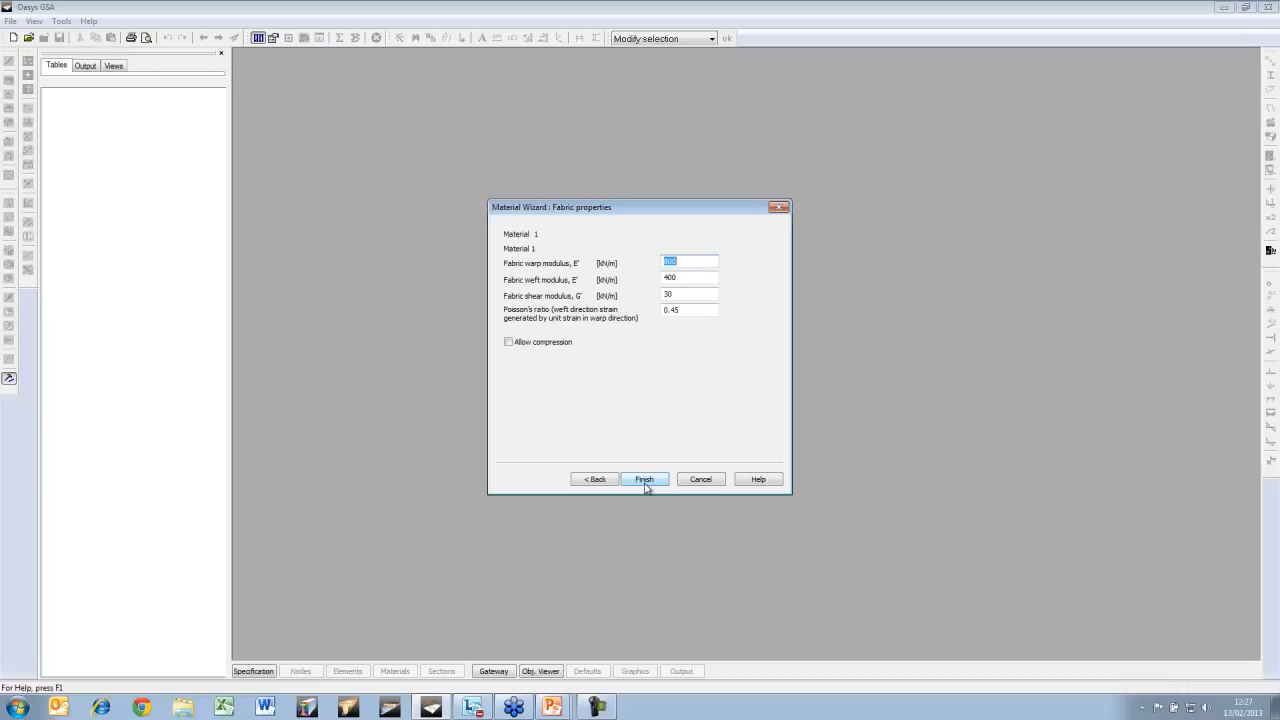 Oasys GSA
File View Tools Help
Modify selection ok
Tables Output Views
Material Wizard : Fabric properties
Material 1
Material 1
Fabric warp modulus, E' [kN/m]
Fabric weft modulus, E' [kN/m] 400
Fabric shear modulus, G' [kN/m] 30
Poisson's ratio (weft direction strain 0.45
generated by unit strain in warp direction)
Allow compression
< Back Finish Cancel Help
Specification Nodes Elements Materials Sections Gateway Obj. Viewer Defaults Graphics Output
For Help, press F1
12:27
13/02/2013